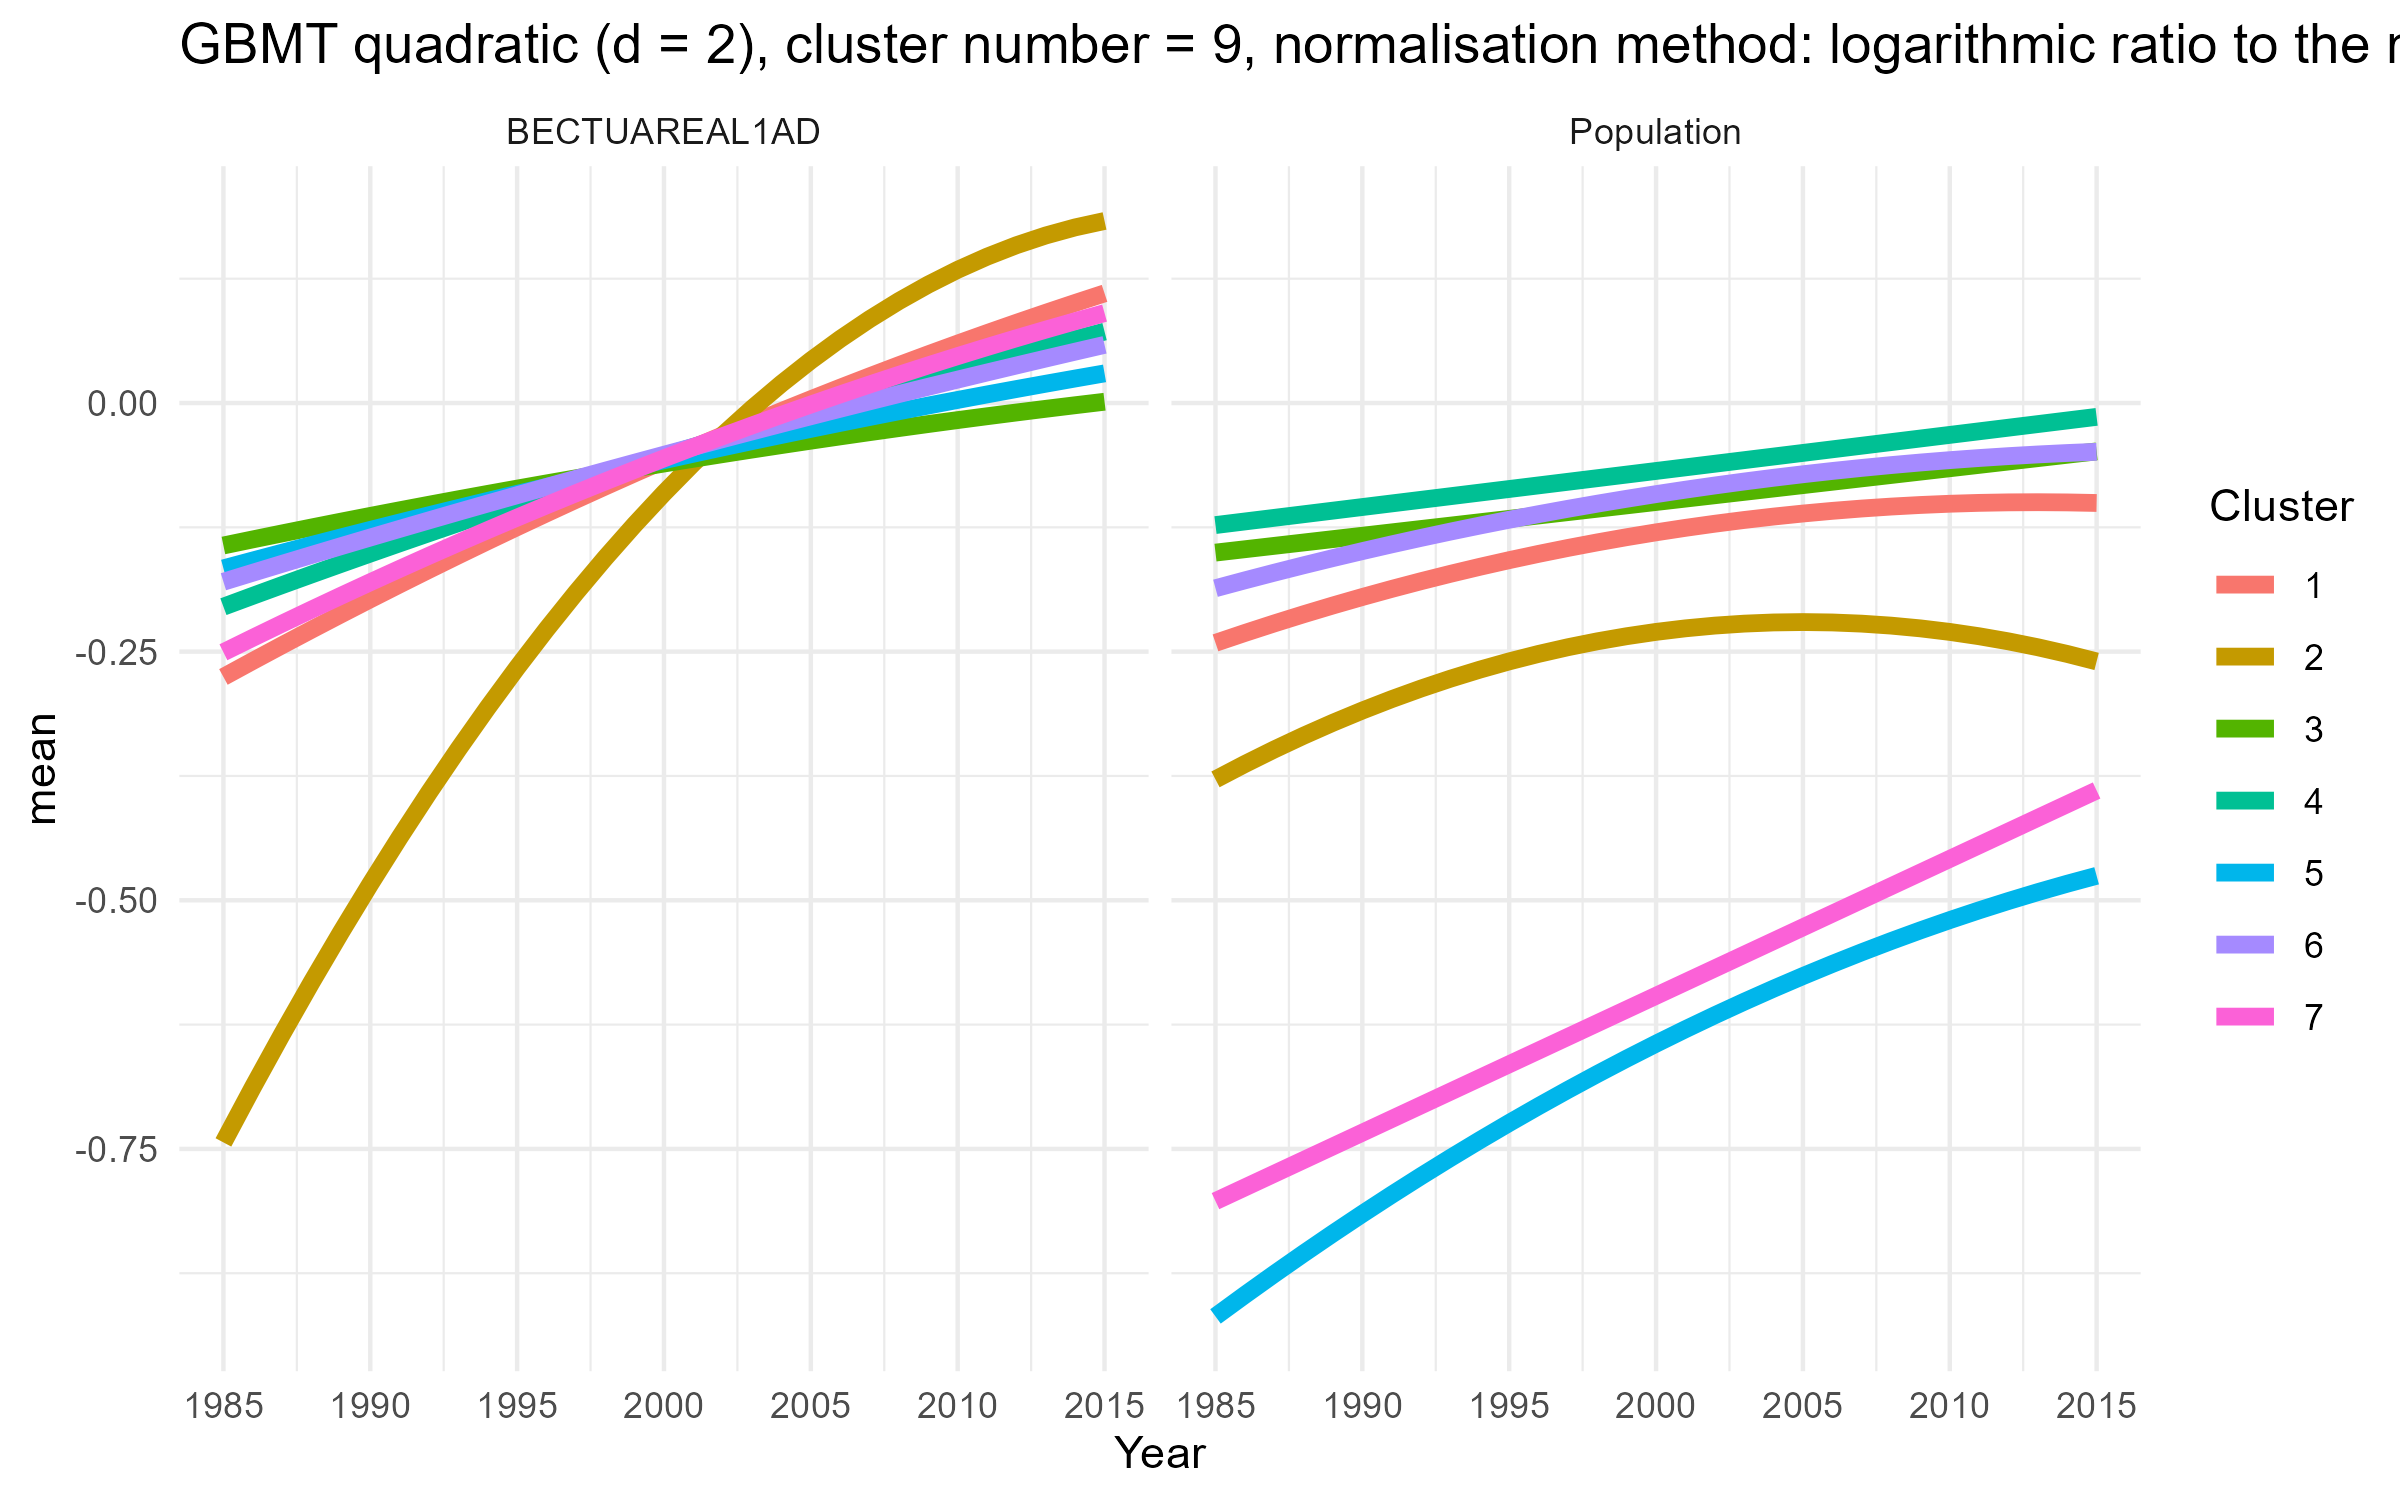 GBMT quadratic (d = 2), cluster number = 9, normalisation method: logarithmic ratio to the
BECTUAREAL1AD
Population
0.00
-0.25
-0.50
-0.75
mean
1985 1990 1995 2000 2005 2010 2015
1985 1990 1995 2000 2005 2010 2015
Year
Cluster
1
2
3
4
5
6
7